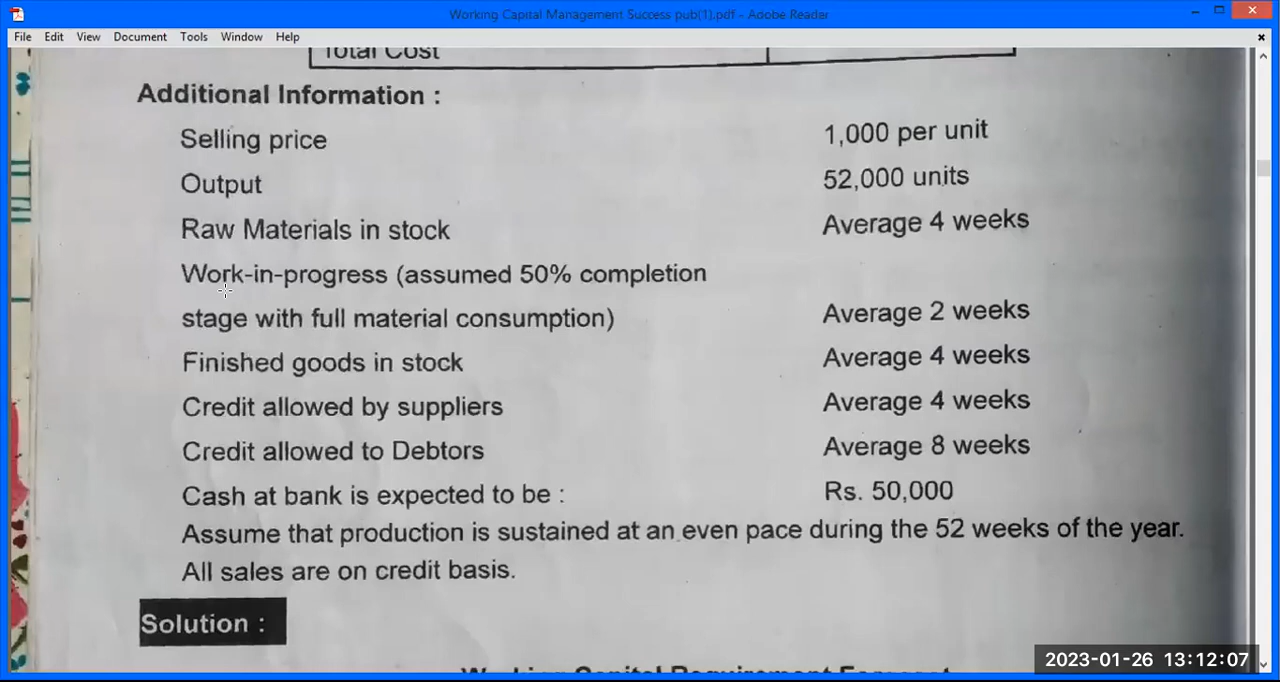 Working Capital Management Success pub(1).pdf - Adobe Reader
File Edit View Document Tools Window Help
Total Cost
Additional Information :
Selling price 1,000 per unit
Output 52,000 units
Raw Materials in stock Average 4 weeks
Work-in-progress (assumed 50% completion
stage with full material consumption) Average 2 weeks
Finished goods in stock Average 4 weeks
Credit allowed by suppliers Average 4 weeks
Credit allowed to Debtors Average 8 weeks
Cash at bank is expected to be : Rs. 50,000
Assume that production is sustained at an even pace during the 52 weeks of the year.
All sales are on credit basis.
Solution :
Working Capital Requirement Forecast
2023-01-26 13:12:07